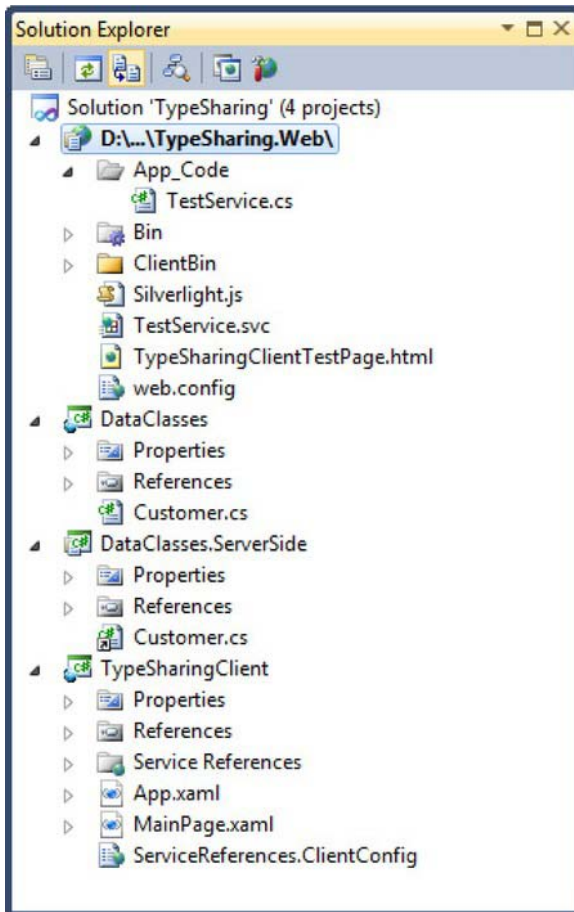 Solution Explorer
Solution 'TypeSharing' (4 projects)
D:\...\TypeSharing.Web\
App_Code
TestService.cs
Bin
ClientBin
Silverlight.js
TestService.svc
TypeSharingClientTestPage.html
web.config
DataClasses
Properties
References
Customer.cs
DataClasses.ServerSide
Properties
References
Customer.cs
TypeSharingClient
Properties
References
Service References
App.xaml
MainPage.xaml
ServiceReferences.ClientConfig